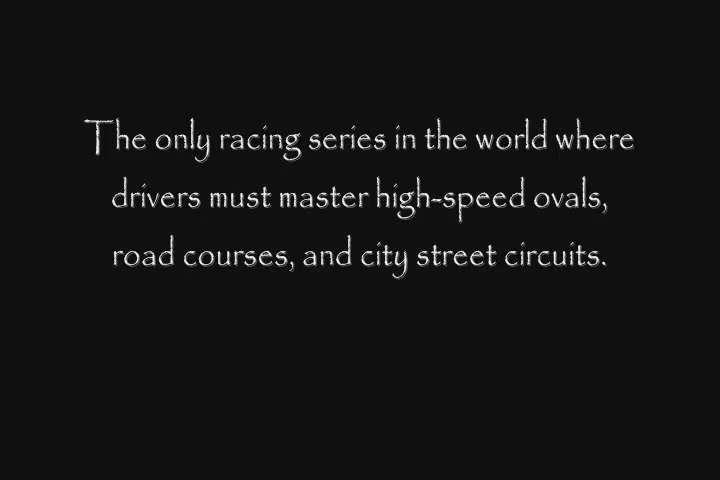 The only racing series in the world where
drivers must master high-speed ovals,
road courses, and city street circuits.